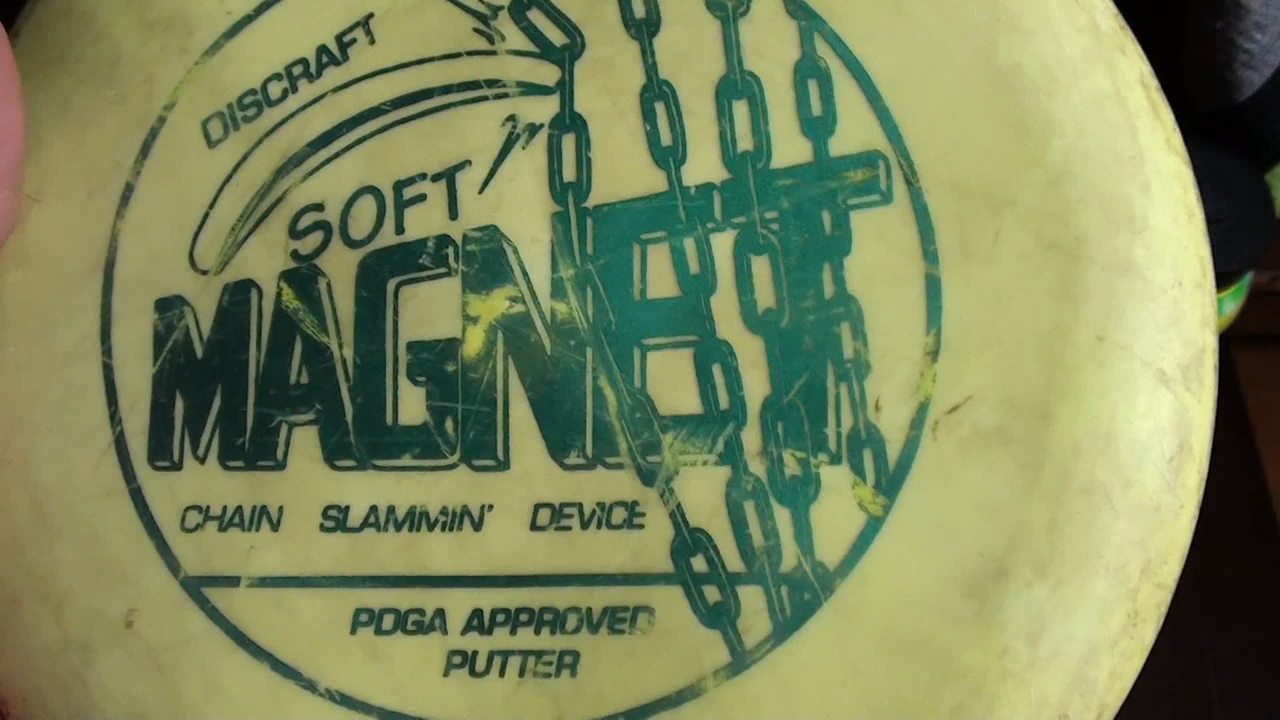 DISCRAFT
SOFT
MAGNET
CHAIN SLAMMIN' DEVICE
PDGA APPROVED
PUTTER